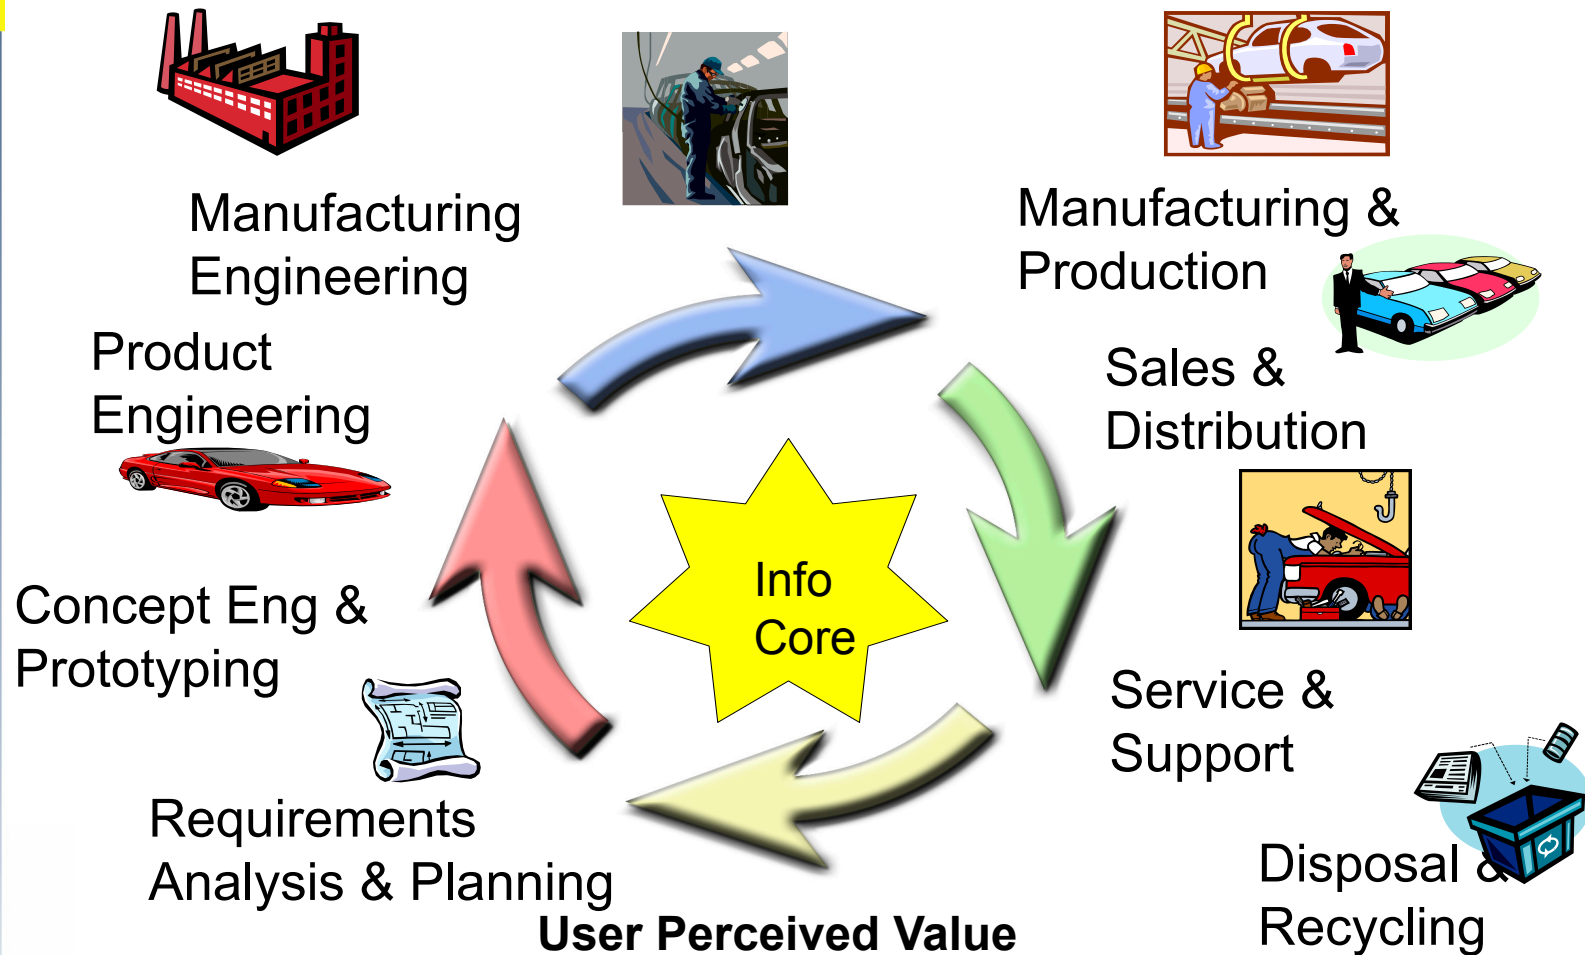 Manufacturing
Engineering
Manufacturing &
Production
Product
Engineering
Sales &
Distribution
Info
Core
Concept Eng &
Prototyping
Service &
Support
Requirements
Analysis & Planning
Disposal &
Recycling
User Perceived Value